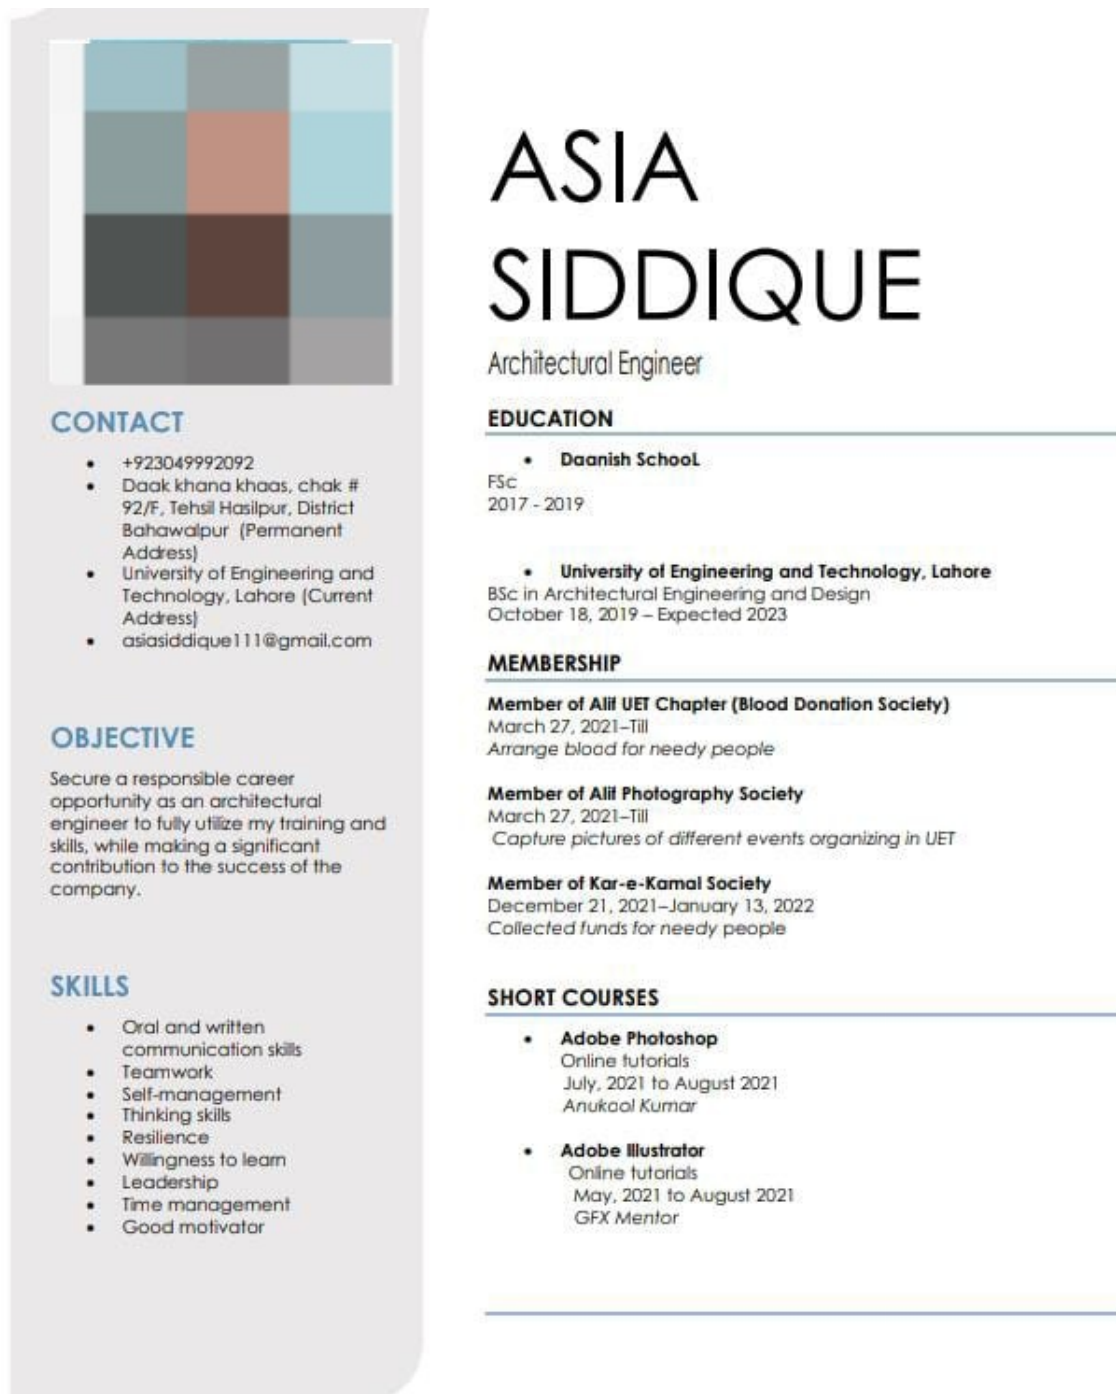 ASIA
SIDDIQUE
Architectural Engineer
CONTACT
• +923049992092
• Daak khana khaas, chak #
92/F, Tehsil Hasilpur, District
Bahawalpur (Permanent
Address)
• University of Engineering and
Technology, Lahore (Current
Address)
• asiasiddique111@gmail.com
OBJECTIVE
Secure a responsible career
opportunity as an architectural
engineer to fully utilize my training and
skills, while making a significant
contribution to the success of the
company.
SKILLS
• Oral and written
communication skills
• Teamwork
• Self-management
• Thinking skills
• Resilience
• Willingness to learn
• Leadership
• Time management
• Good motivator
EDUCATION
• Daanish SchooL
FSc
2017 - 2019
• University of Engineering and Technology, Lahore
BSc in Architectural Engineering and Design
October 18, 2019 – Expected 2023
MEMBERSHIP
Member of Alif UET Chapter (Blood Donation Society)
March 27, 2021–Till
Arrange blood for needy people
Member of Alif Photography Society
March 27, 2021–Till
Capture pictures of different events organizing in UET
Member of Kar-e-Kamal Society
December 21, 2021–January 13, 2022
Collected funds for needy people
SHORT COURSES
• Adobe Photoshop
Online tutorials
July, 2021 to August 2021
Anukool Kumar
• Adobe Illustrator
Online tutorials
May, 2021 to August 2021
GFX Mentor